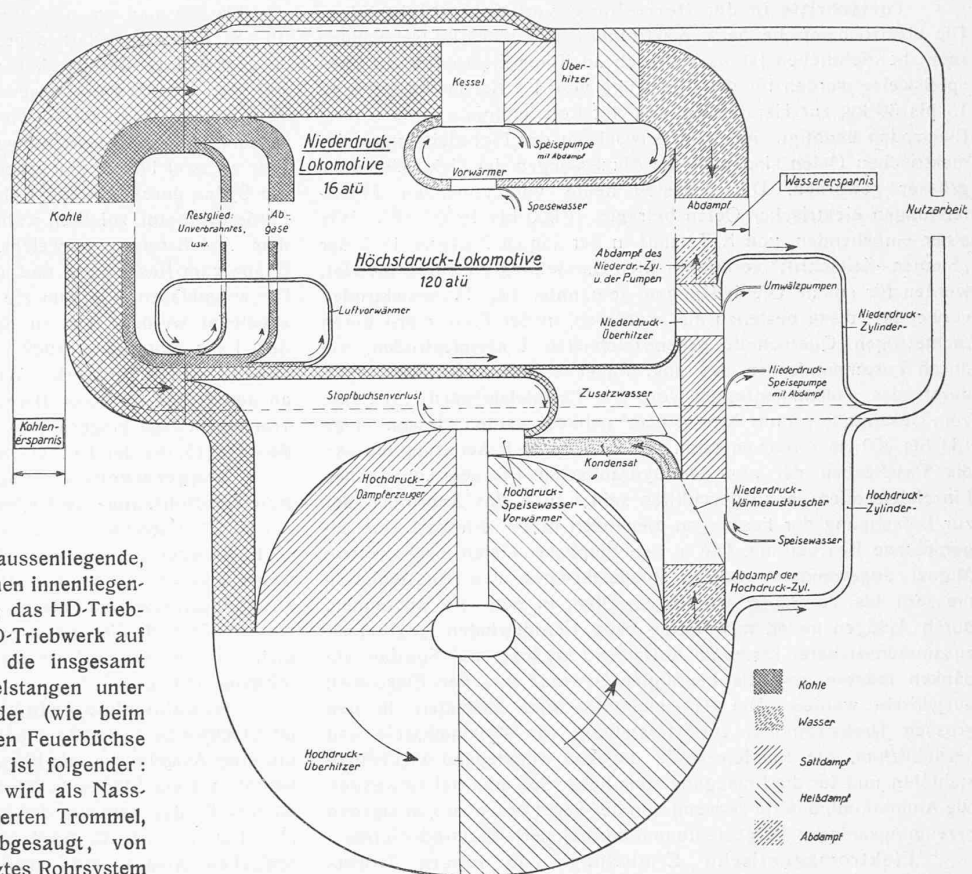 Kessel
Über-
hitzer
Niederdruck-
Lokomotive
16 atü
Speisepumpe
mit Abdampf
Vorwärmer
Speisewasser
Abdampf
Wasserersparnis
Kohle
Restglied:
Unverbranntes,
usw
Ab-
gase
Nutzarbeit
Höchstdruck-Lokomotive
120 atü
Abdampf des
Niederdr.-Zyl.
u. der Pumpen
Umwälzpumpen
Luftvorwärmer
Niederdruck-
Überhitzer
Niederdruck-
Zylinder-
Stopfbuchsenverlust
Zusatzwasser
Niederdruck-
Speisepumpe
mit Abdampf
Kohlen-
ersparnis
Kondensat
Hochdruck-
Dampferzeuger
Hochdruck-
Speisewasser-
Vorwärmer
Niederdruck-
Wärmeaustauscher
Hochdruck-
Zylinder-
Speisewasser
Abdampf der
Hochdruck-Zyl.
Hochdruck-
Überhitzer
Kohle
Wasser
Sattdampf
Heißdampf
Abdampf
aussenliegende,
nen innenliegen-
das HD-Trieb-
D-Triebwerk auf
die insgesamt
elstangen unter
der (wie beim
en Feuerbüchse
ist folgender
wird als Nass-
erten Trommel,
bgesaugt, von
ztes Rohrsystem